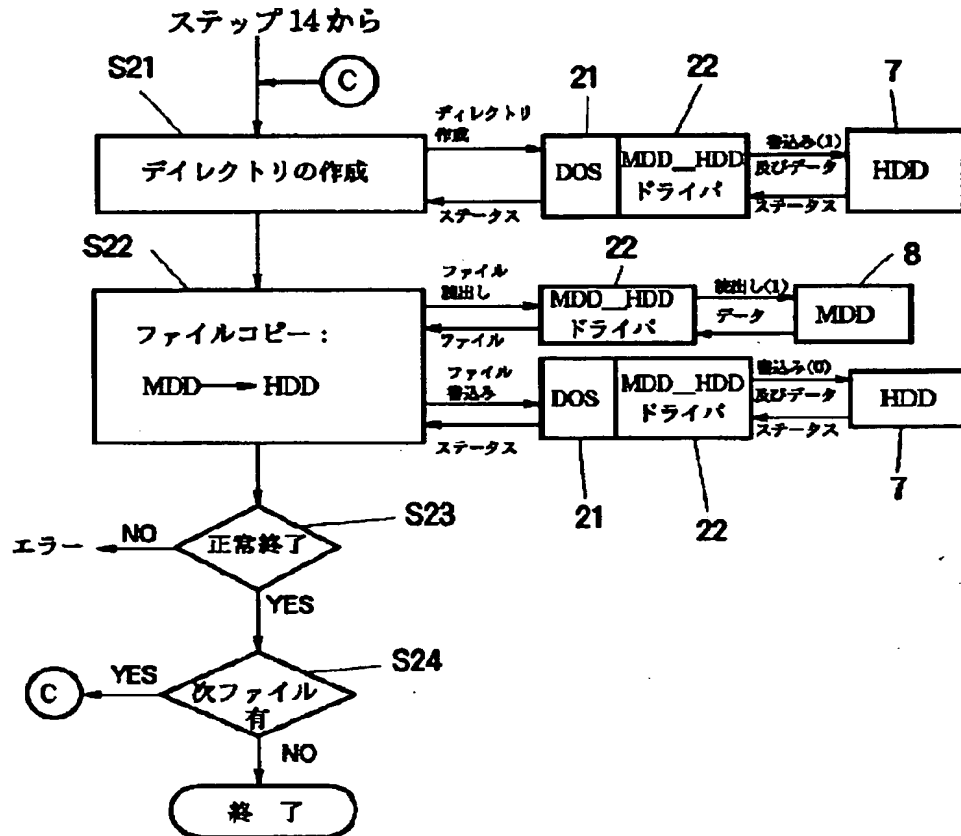 ステップ14から
S21
C
デイレクトリの作成
ディレクトリ
作成
ステータス
21
22
DOS
MDD__HDD
ドライバ
書込み(1)
及びデータ
ステータス
7
HDD
S22
ファイルコピー：
MDD HDD
ファイル
読出し
ファイル
22
MDD__HDD
ドライバ
読出し(1)
データ
8
MDD
ファイル
書込み
ステータス
DOS
MDD__HDD
ドライバ
21
22
書込み(0)
及びデータ
ステータス
HDD
7
S23
正常終了
NO
エラー
YES
S24
次ファイル
有
YES
C
NO
終 了